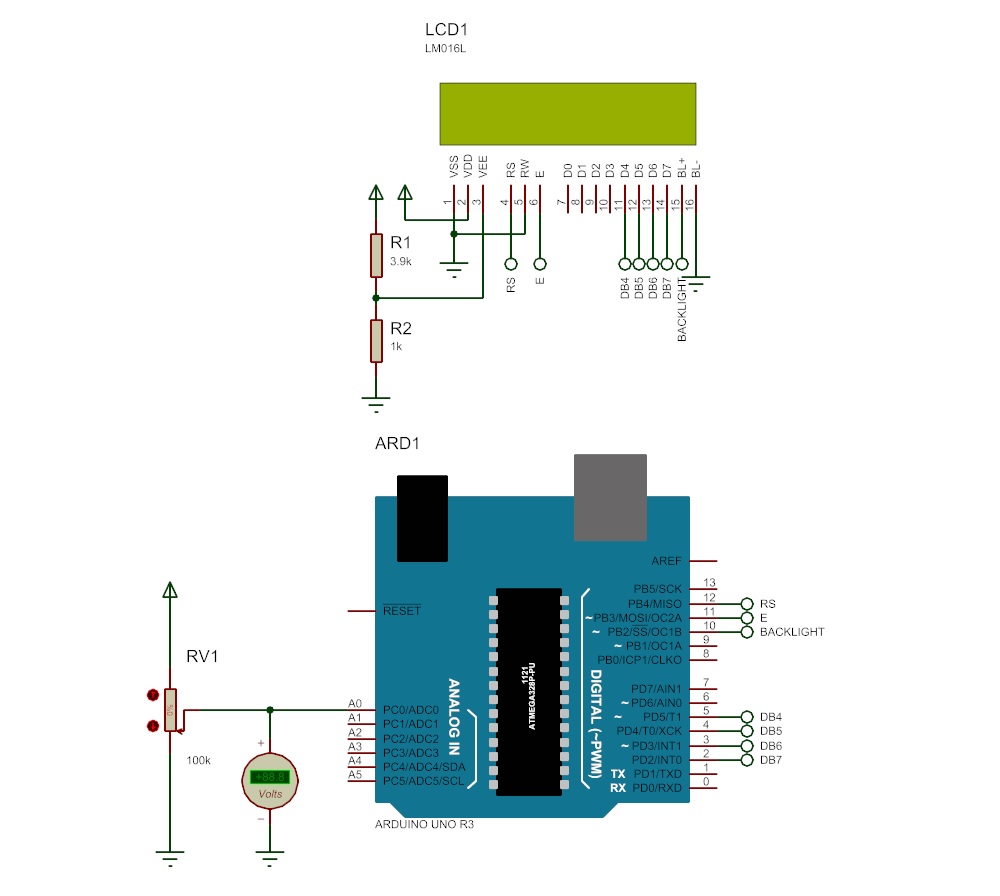 LCD1
LM016L
VSS VDD VEE RS RW E D0 D1 D2 D3 D4 D5 D6 D7 BL+ BL-
1 2 3 4 5 6 7 8 9 10 11 12 13 14 15 16
R1
3.9k
RS E DB4 DB5 DB6 DB7 BACKLIGHT
R2
1k
ARD1
AREF
RESET
PB5/SCK 13
PB4/MISO 12 RS
~PB3/MOSI/OC2A 11 E
~ PB2/SS/OC1B 10 BACKLIGHT
~ PB1/OC1A 9
PB0/ICP1/CLKO 8
1121
ATMEGA328P-PU
DIGITAL (~PWM)
ANALOG IN
PD7/AIN1 7
~ PD6/AIN0 6
~ PD5/T1 5 DB4
PD4/T0/XCK 4 DB5
~ PD3/INT1 3 DB6
PD2/INT0 2 DB7
TX PD1/TXD 1
RX PD0/RXD 0
RV1
0%
100k
A0 PC0/ADC0
A1 PC1/ADC1
A2 PC2/ADC2
A3 PC3/ADC3
A4 PC4/ADC4/SDA
A5 PC5/ADC5/SCL
+
+88.8
Volts
−
ARDUINO UNO R3